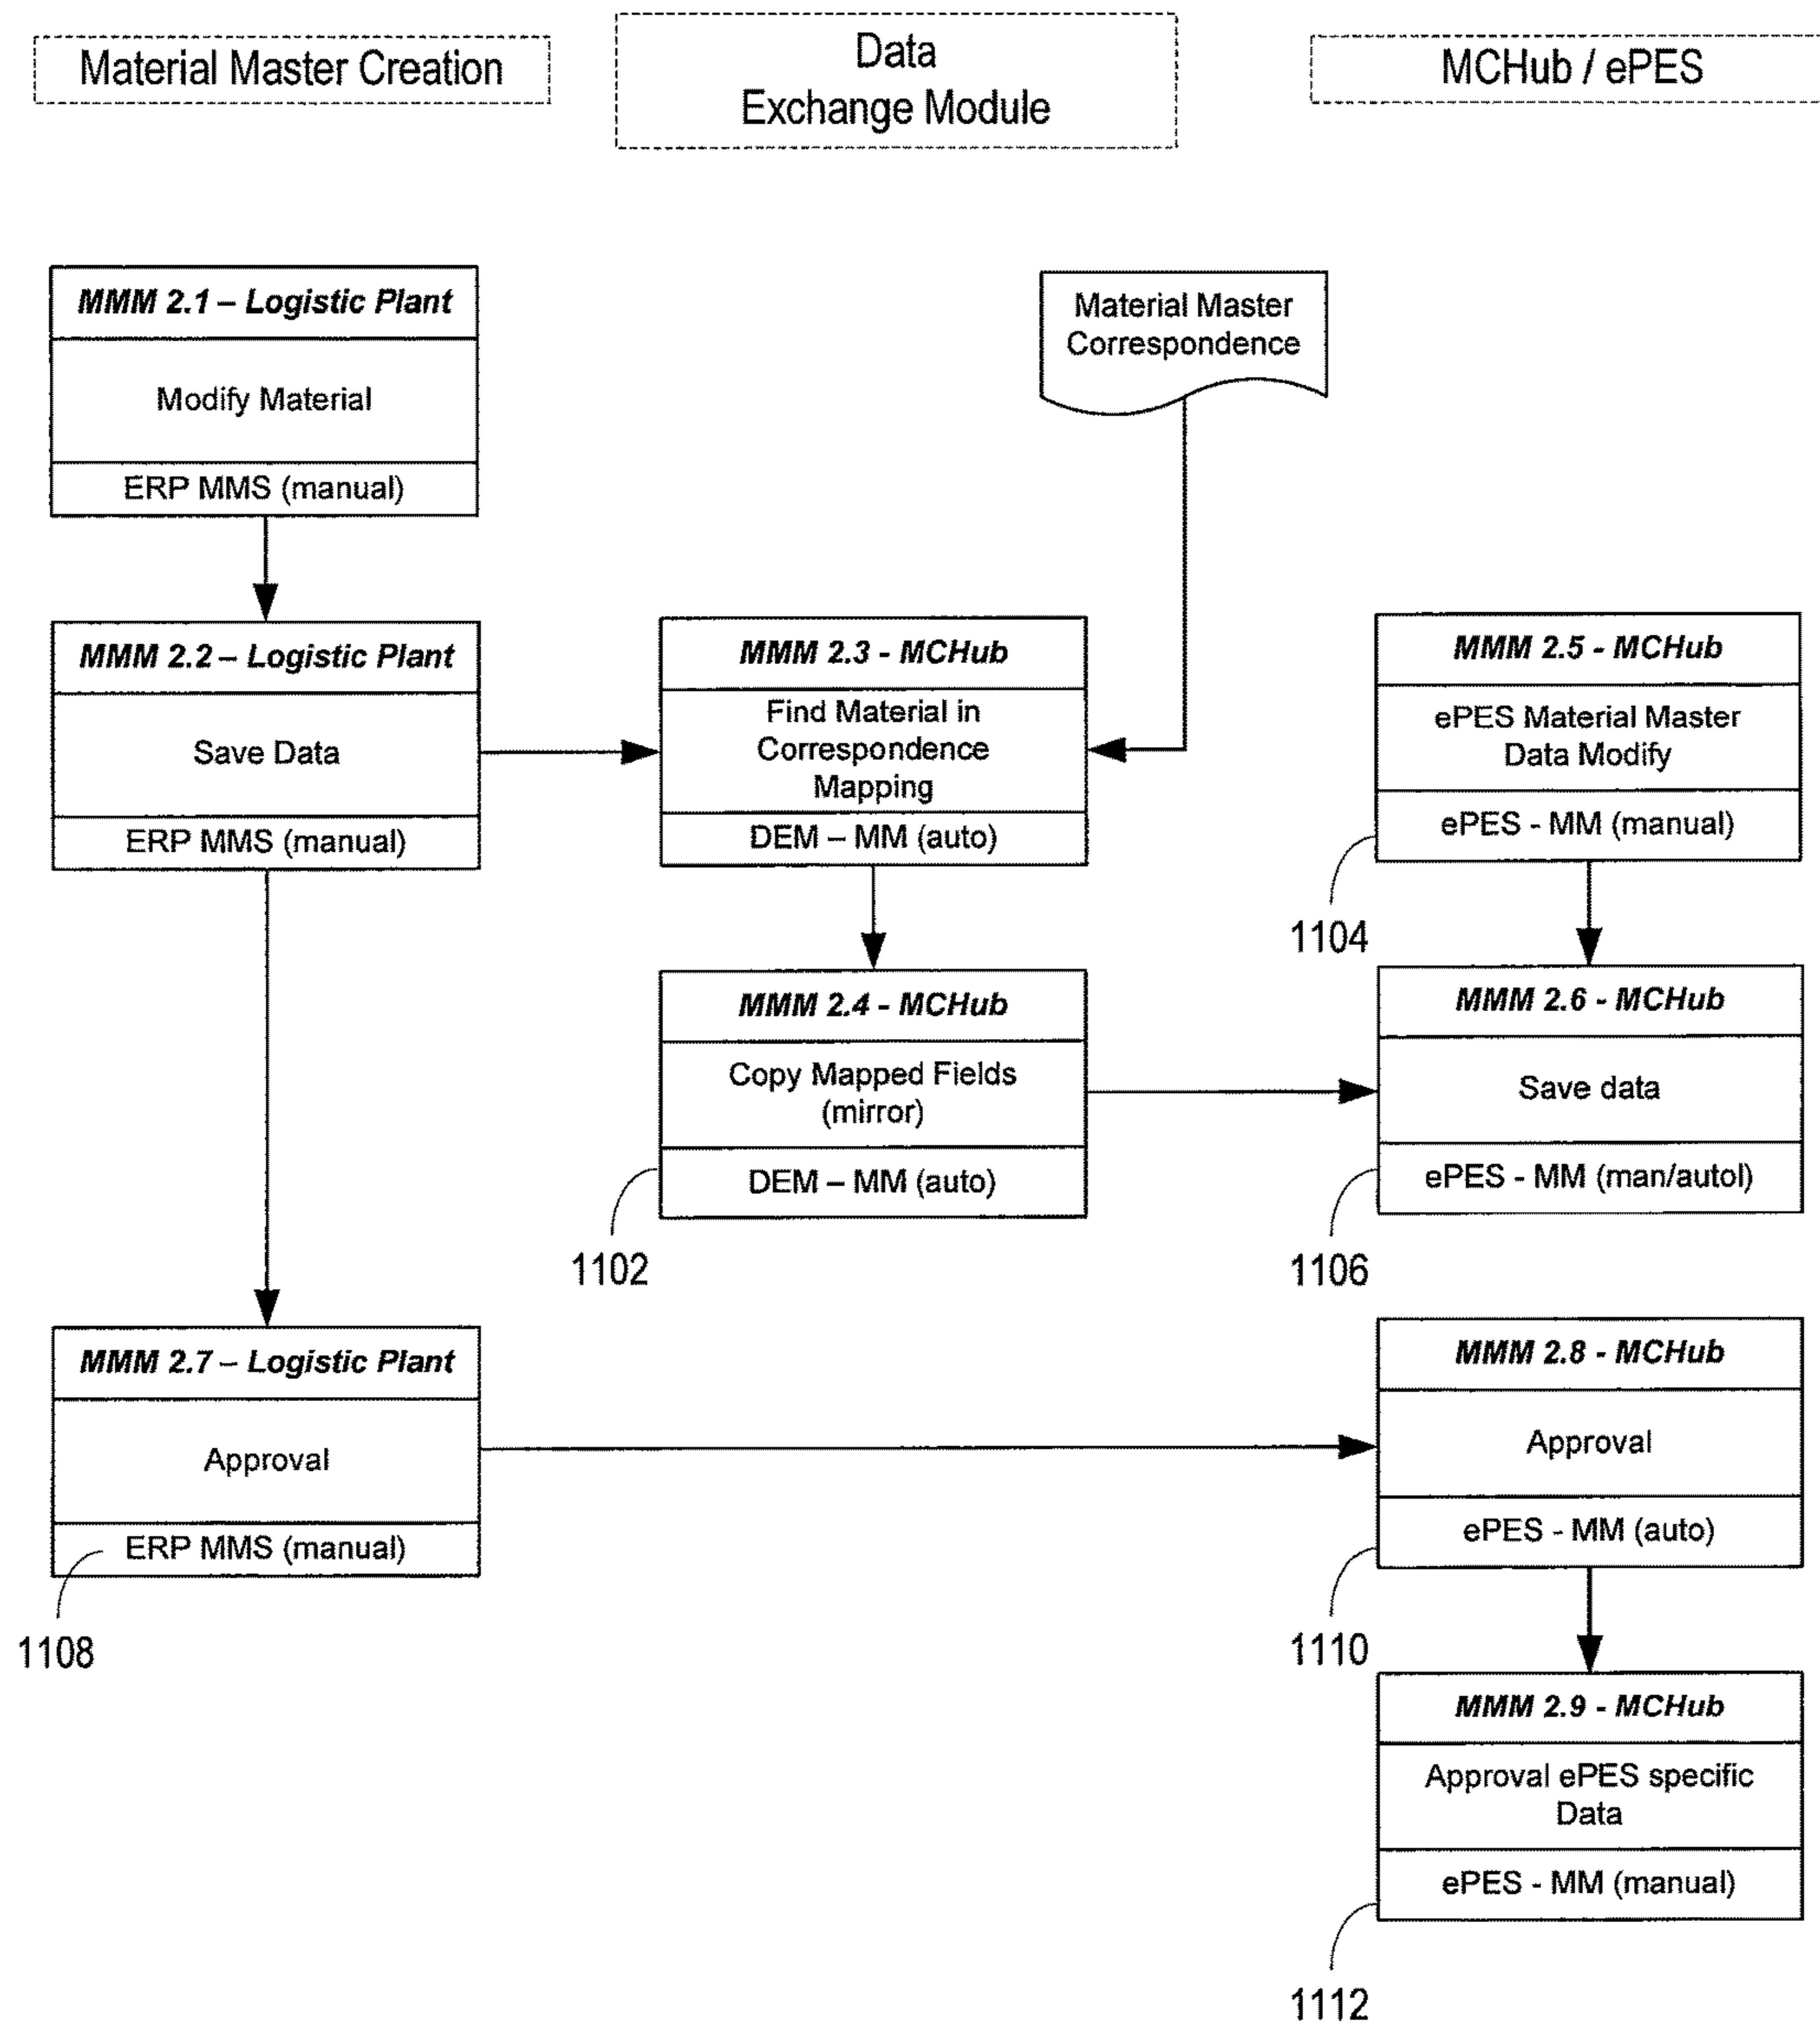 Material Master Creation
Data
Exchange Module
MCHub / ePES
MMM 2.1 – Logistic Plant
Modify Material
ERP MMS (manual)
Material Master
Correspondence
MMM 2.2 – Logistic Plant
Save Data
ERP MMS (manual)
MMM 2.3 - MCHub
Find Material in
Correspondence
Mapping
DEM – MM (auto)
MMM 2.5 - MCHub
ePES Material Master
Data Modify
ePES - MM (manual)
1104
MMM 2.4 - MCHub
Copy Mapped Fields
(mirror)
DEM – MM (auto)
1102
MMM 2.6 - MCHub
Save data
ePES - MM (man/autol)
1106
MMM 2.7 – Logistic Plant
Approval
ERP MMS (manual)
1108
MMM 2.8 - MCHub
Approval
ePES - MM (auto)
1110
MMM 2.9 - MCHub
Approval ePES specific
Data
ePES - MM (manual)
1112